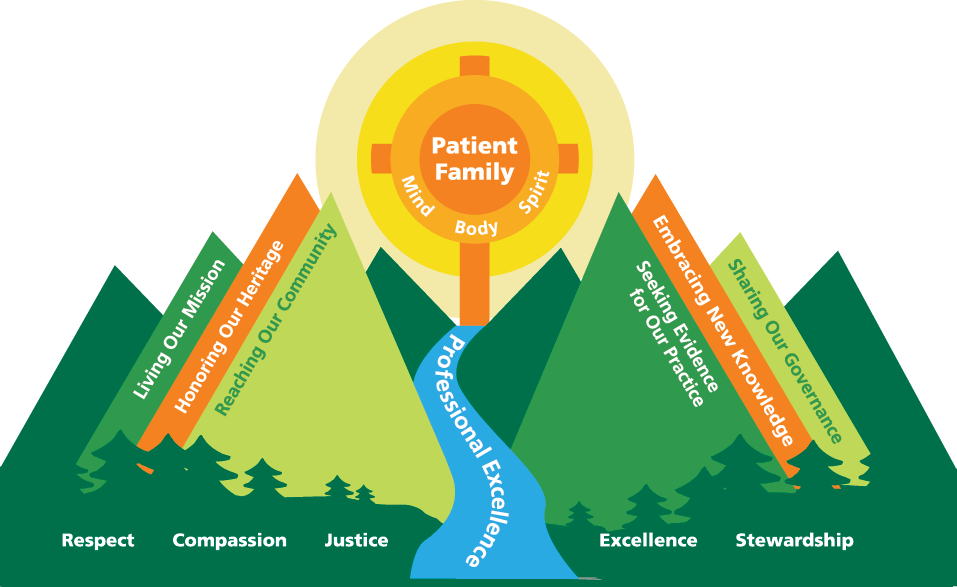 Patient
Family
Mind
Body
Spirit
Living Our Mission
Honoring Our Heritage
Reaching Our Community
Professional Excellence
Seeking Evidence
for Our Practice
Embracing New Knowledge
Sharing Our Governance
Respect
Compassion
Justice
Excellence
Stewardship